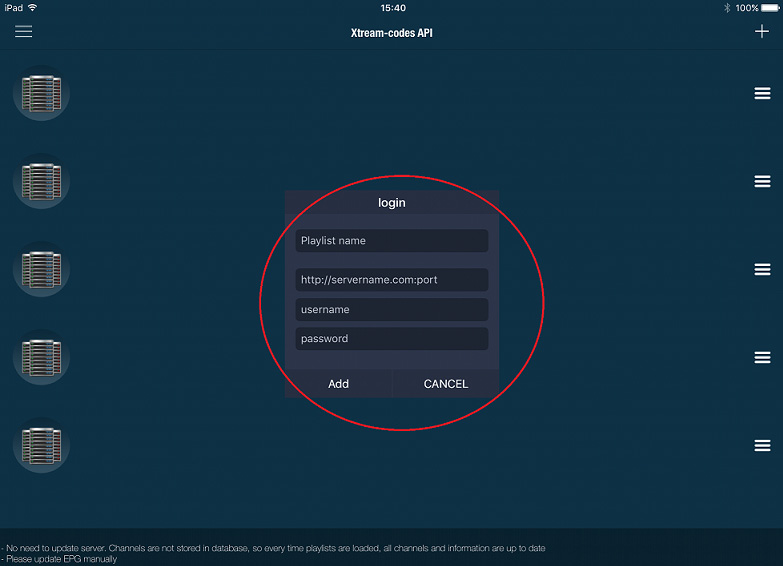 iPad 15:40 100%
Xtream-codes API
login
Playlist name
http://servername.com:port
username
password
Add CANCEL
- No need to update server. Channels are not stored in database, so every time playlists are loaded, all channels and information are up to date
- Please update EPG manually